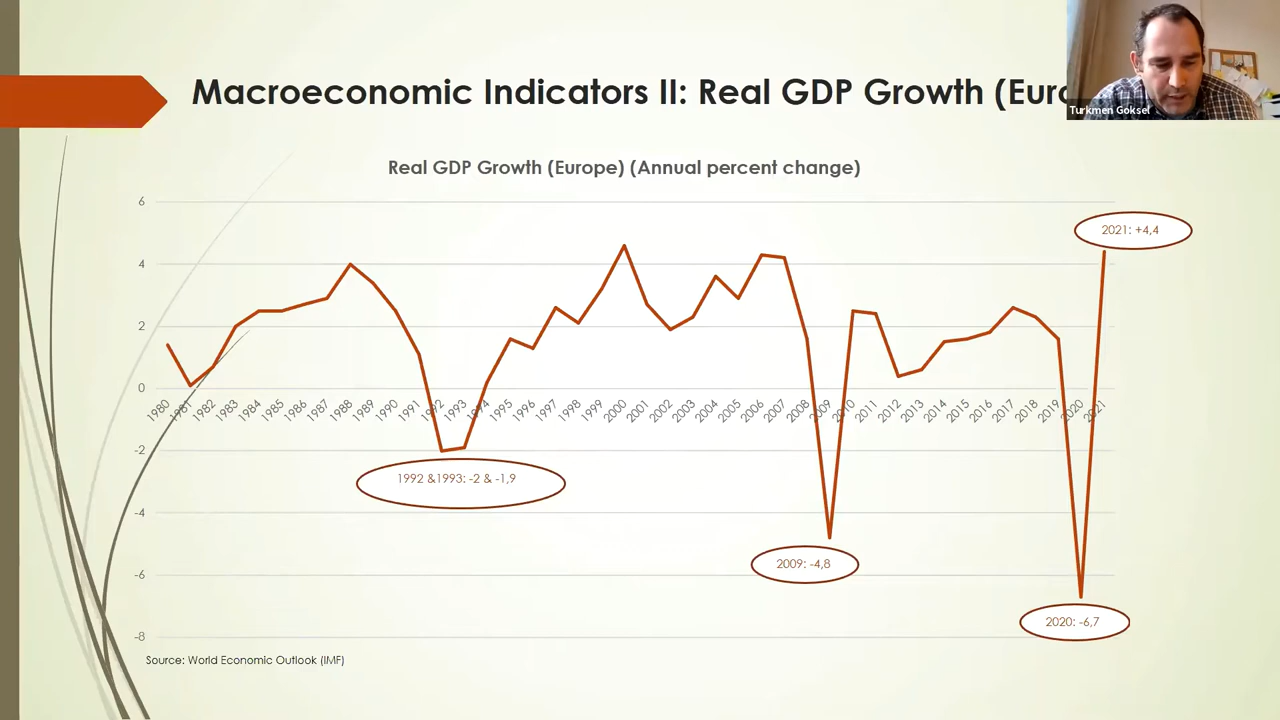 Macroeconomic Indicators II: Real GDP Growth (Euro
Turkmen Goksel
Real GDP Growth (Europe) (Annual percent change)
6
2021: +4,4
4
2
0
1980 1981 1982 1983 1984 1985 1986 1987 1988 1989 1990 1991 1992 1993 1994 1995 1996 1997 1998 1999 2000 2001 2002 2003 2004 2005 2006 2007 2008 2009 2010 2011 2012 2013 2014 2015 2016 2017 2018 2019 2020 2021
-2
1992 &1993: -2 & -1,9
-4
2009: -4,8
-6
2020: -6,7
-8
Source: World Economic Outlook (IMF)